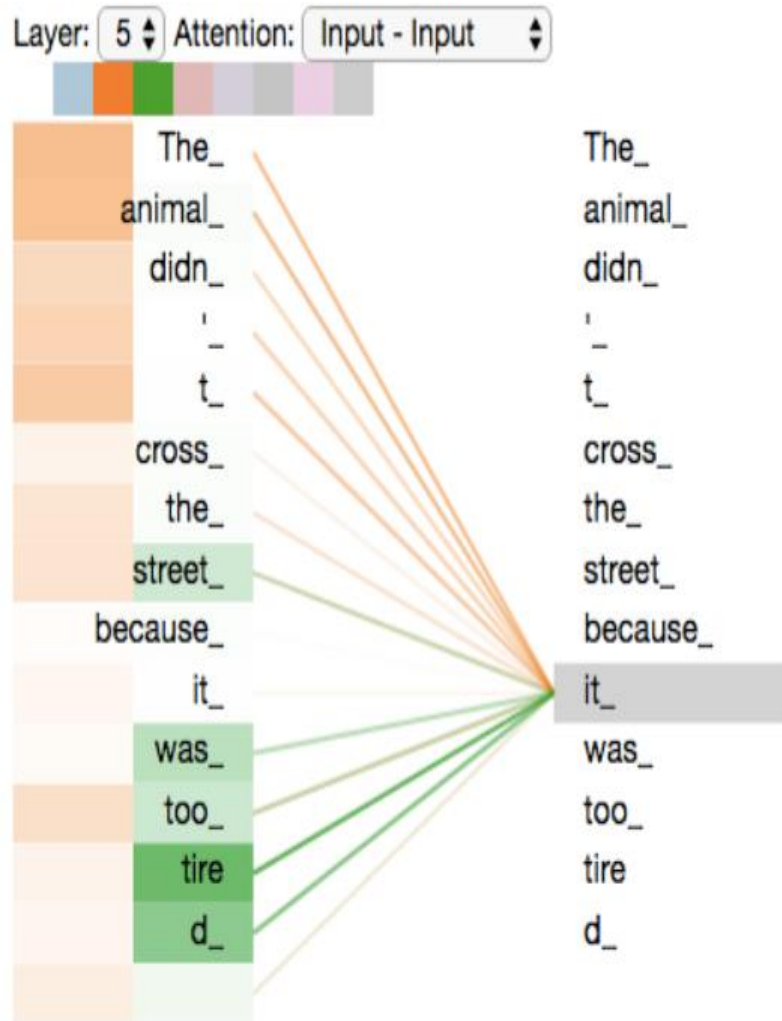 Layer: 5 Attention: Input - Input
The_ The_
animal_ animal_
didn_ didn_
'_ '_
t_ t_
cross_ cross_
the_ the_
street_ street_
because_ because_
it_ it_
was_ was_
too_ too_
tire tire
d_ d_